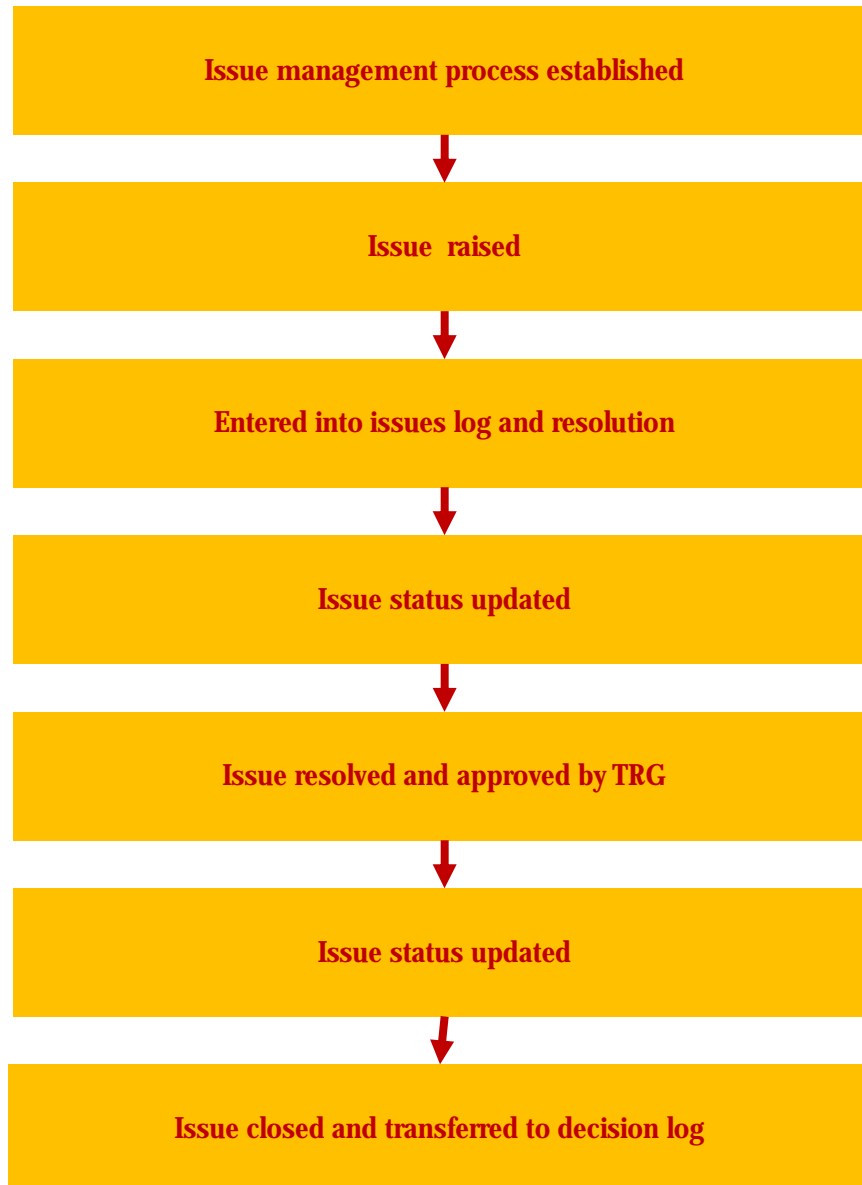 Issue management process established
Issue raised
Entered into issues log and resolution
Issue status updated
Issue resolved and approved by TRG
Issue status updated
Issue closed and transferred to decision log